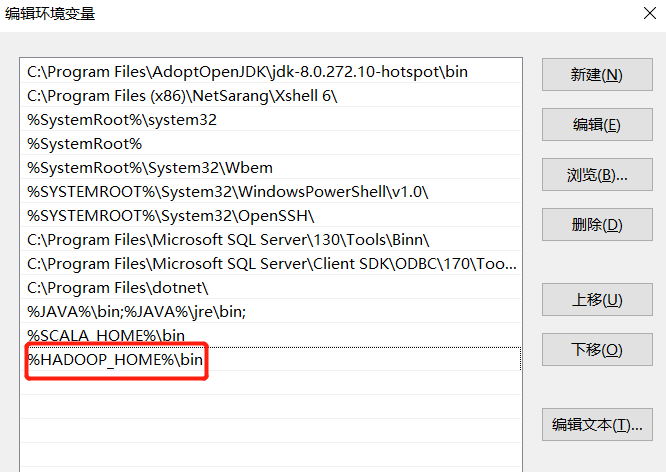 编辑环境变量
C:\Program Files\AdoptOpenJDK\jdk-8.0.272.10-hotspot\bin
C:\Program Files (x86)\NetSarang\Xshell 6\
%SystemRoot%\system32
%SystemRoot%
%SystemRoot%\System32\Wbem
%SYSTEMROOT%\System32\WindowsPowerShell\v1.0\
%SYSTEMROOT%\System32\OpenSSH\
C:\Program Files\Microsoft SQL Server\130\Tools\Binn\
C:\Program Files\Microsoft SQL Server\Client SDK\ODBC\170\Too...
C:\Program Files\dotnet\
%JAVA%\bin;%JAVA%\jre\bin;
%SCALA_HOME%\bin
%HADOOP_HOME%\bin
新建(N)
编辑(E)
浏览(B)...
删除(D)
上移(U)
下移(O)
编辑文本(T)...